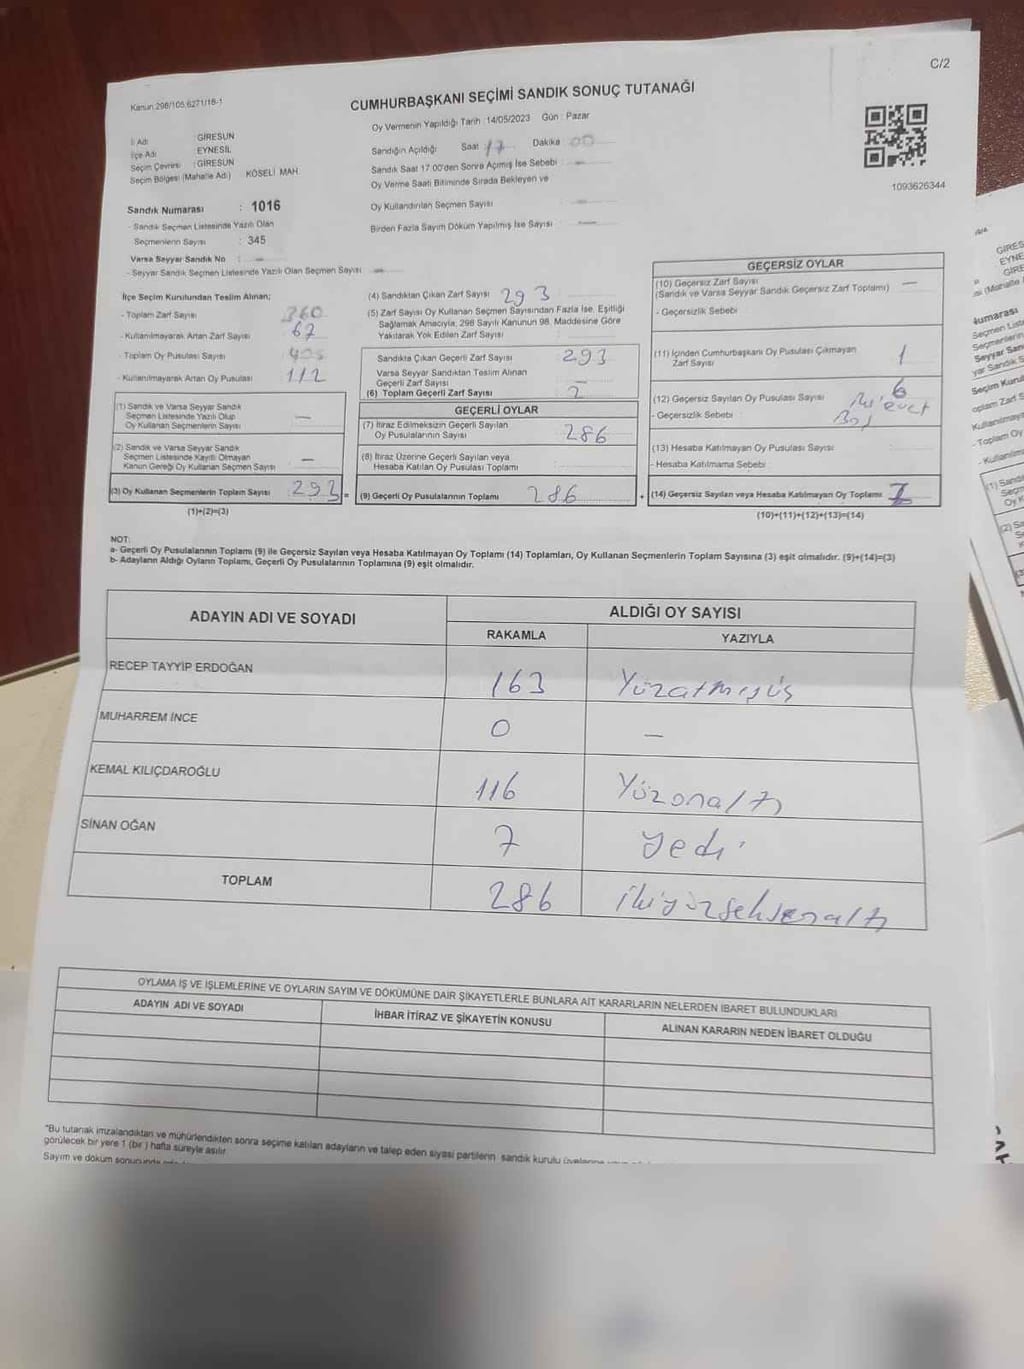 C/2
Kanun 298/105.6271/18-1
CUMHURBAŞKANI SEÇİMİ SANDIK SONUÇ TUTANAĞI
Oy Vermenin Yapıldığı Tarih : 14/05/2023 Gün : Pazar
İl Adı : GİRESUN
İlçe Adı : EYNESİL
Seçim Çevresi : GİRESUN
Seçim Bölgesi (Mahalle Adı) KÖSELİ MAH.
Sandığın Açıldığı Saat 17 Dakika 00
Sandık Saat 17.00'den Sonra Açılmış İse Sebebi : -
Oy Verme Saati Bitiminde Sırada Bekleyen ve
Oy Kullandırılan Seçmen Sayısı : -
Birden Fazla Sayım Döküm Yapılmış İse Sayısı : -
1093626344
Sandık Numarası : 1016
- Sandık Seçmen Listesinde Yazılı Olan
Seçmenlerin Sayısı : 345
Varsa Seyyar Sandık No : -
- Seyyar Sandık Seçmen Listesinde Yazılı Olan Seçmen Sayısı : -
İlçe Seçim Kurulundan Teslim Alınan;
- Toplam Zarf Sayısı 360
- Kullanılmayarak Artan Zarf Sayısı 67
- Toplam Oy Pusulası Sayısı 405
- Kullanılmayarak Artan Oy Pusulası 112
(1) Sandık ve Varsa Seyyar Sandık
Seçmen Listesinde Yazılı Olup
Oy Kullanan Seçmenlerin Sayısı —
(2) Sandık ve Varsa Seyyar Sandık
Seçmen Listesinde Kayıtlı Olmayan
Kanun Gereği Oy Kullanan Seçmen Sayısı —
(3) Oy Kullanan Seçmenlerin Toplam Sayısı 293 =
(1)+(2)=(3)
(4) Sandıktan Çıkan Zarf Sayısı 293
(5) Zarf Sayısı Oy Kullanan Seçmen Sayısından Fazla İse, Eşitliği
Sağlamak Amacıyla, 298 Sayılı Kanunun 98. Maddesine Göre
Yakılarak Yok Edilen Zarf Sayısı :
Sandıkta Çıkan Geçerli Zarf Sayısı 293
Varsa Seyyar Sandıktan Teslim Alınan
Geçerli Zarf Sayısı
(6) Toplam Geçerli Zarf Sayısı 2
GEÇERLİ OYLAR
(7) İtiraz Edilmeksizin Geçerli Sayılan
Oy Pusulalarının Sayısı 286
(8) İtiraz Üzerine Geçerli Sayılan veya
Hesaba Katılan Oy Pusulası Toplamı
(9) Geçerli Oy Pusulalarının Toplamı 286 +
GEÇERSİZ OYLAR
(10) Geçersiz Zarf Sayısı
(Sandık ve Varsa Seyyar Sandık Geçersiz Zarf Toplamı) —
- Geçersizlik Sebebi :
(11) İçinden Cumhurbaşkanı Oy Pusulası Çıkmayan
Zarf Sayısı 1
(12) Geçersiz Sayılan Oy Pusulası Sayısı 6
- Geçersizlik Sebebi : evet
(13) Hesaba Katılmayan Oy Pusulası Sayısı :
- Hesaba Katılmama Sebebi :
(14) Geçersiz Sayılan veya Hesaba Katılmayan Oy Toplamı 7
(10)+(11)+(12)+(13)=(14)
NOT:
a- Geçerli Oy Pusulalarının Toplamı (9) ile Geçersiz Sayılan veya Hesaba Katılmayan Oy Toplamı (14) Toplamları, Oy Kullanan Seçmenlerin Toplam Sayısına (3) eşit olmalıdır. (9)+(14)=(3)
b- Adayların Aldığı Oyların Toplamı, Geçerli Oy Pusulalarının Toplamına (9) eşit olmalıdır.
ADAYIN ADI VE SOYADI ALDIĞI OY SAYISI
RAKAMLA YAZIYLA
RECEP TAYYİP ERDOĞAN 163 Yüzatmışüş
MUHARREM İNCE 0 —
KEMAL KILIÇDAROĞLU 116 Yüzonaltı
SİNAN OĞAN 7 yedi
TOPLAM 286 ikiyüzseksenaltı
OYLAMA İŞ VE İŞLEMLERİNE VE OYLARIN SAYIM VE DÖKÜMÜNE DAİR ŞİKAYETLERLE BUNLARA AİT KARARLARIN NELERDEN İBARET BULUNDUKLARI
ADAYIN ADI VE SOYADI İHBAR İTİRAZ VE ŞİKAYETİN KONUSU ALINAN KARARIN NEDEN İBARET OLDUĞU
*Bu tutanak imzalandıktan ve mühürlendikten sonra seçime katılan adayların ve talep eden siyasi partilerin sandık kurulu üyelerine
görülecek bir yere 1 (bir) hafta süreyle asılır.
Sayım ve döküm sonucunda